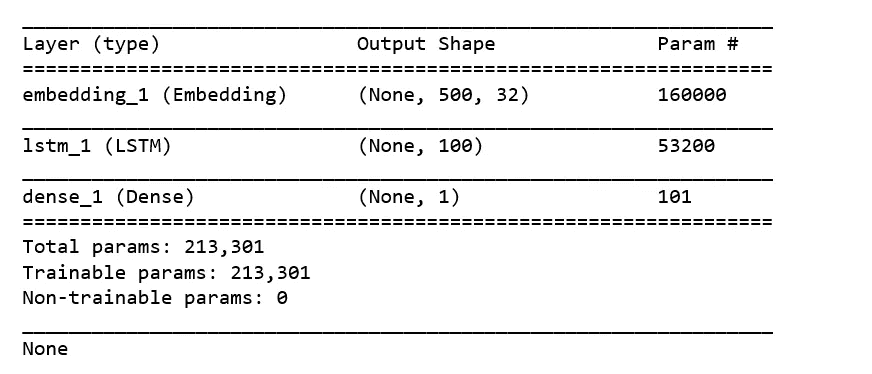 Layer (type) Output Shape Param #
embedding_1 (Embedding) (None, 500, 32) 160000
lstm_1 (LSTM) (None, 100) 53200
dense_1 (Dense) (None, 1) 101
Total params: 213,301
Trainable params: 213,301
Non-trainable params: 0
None